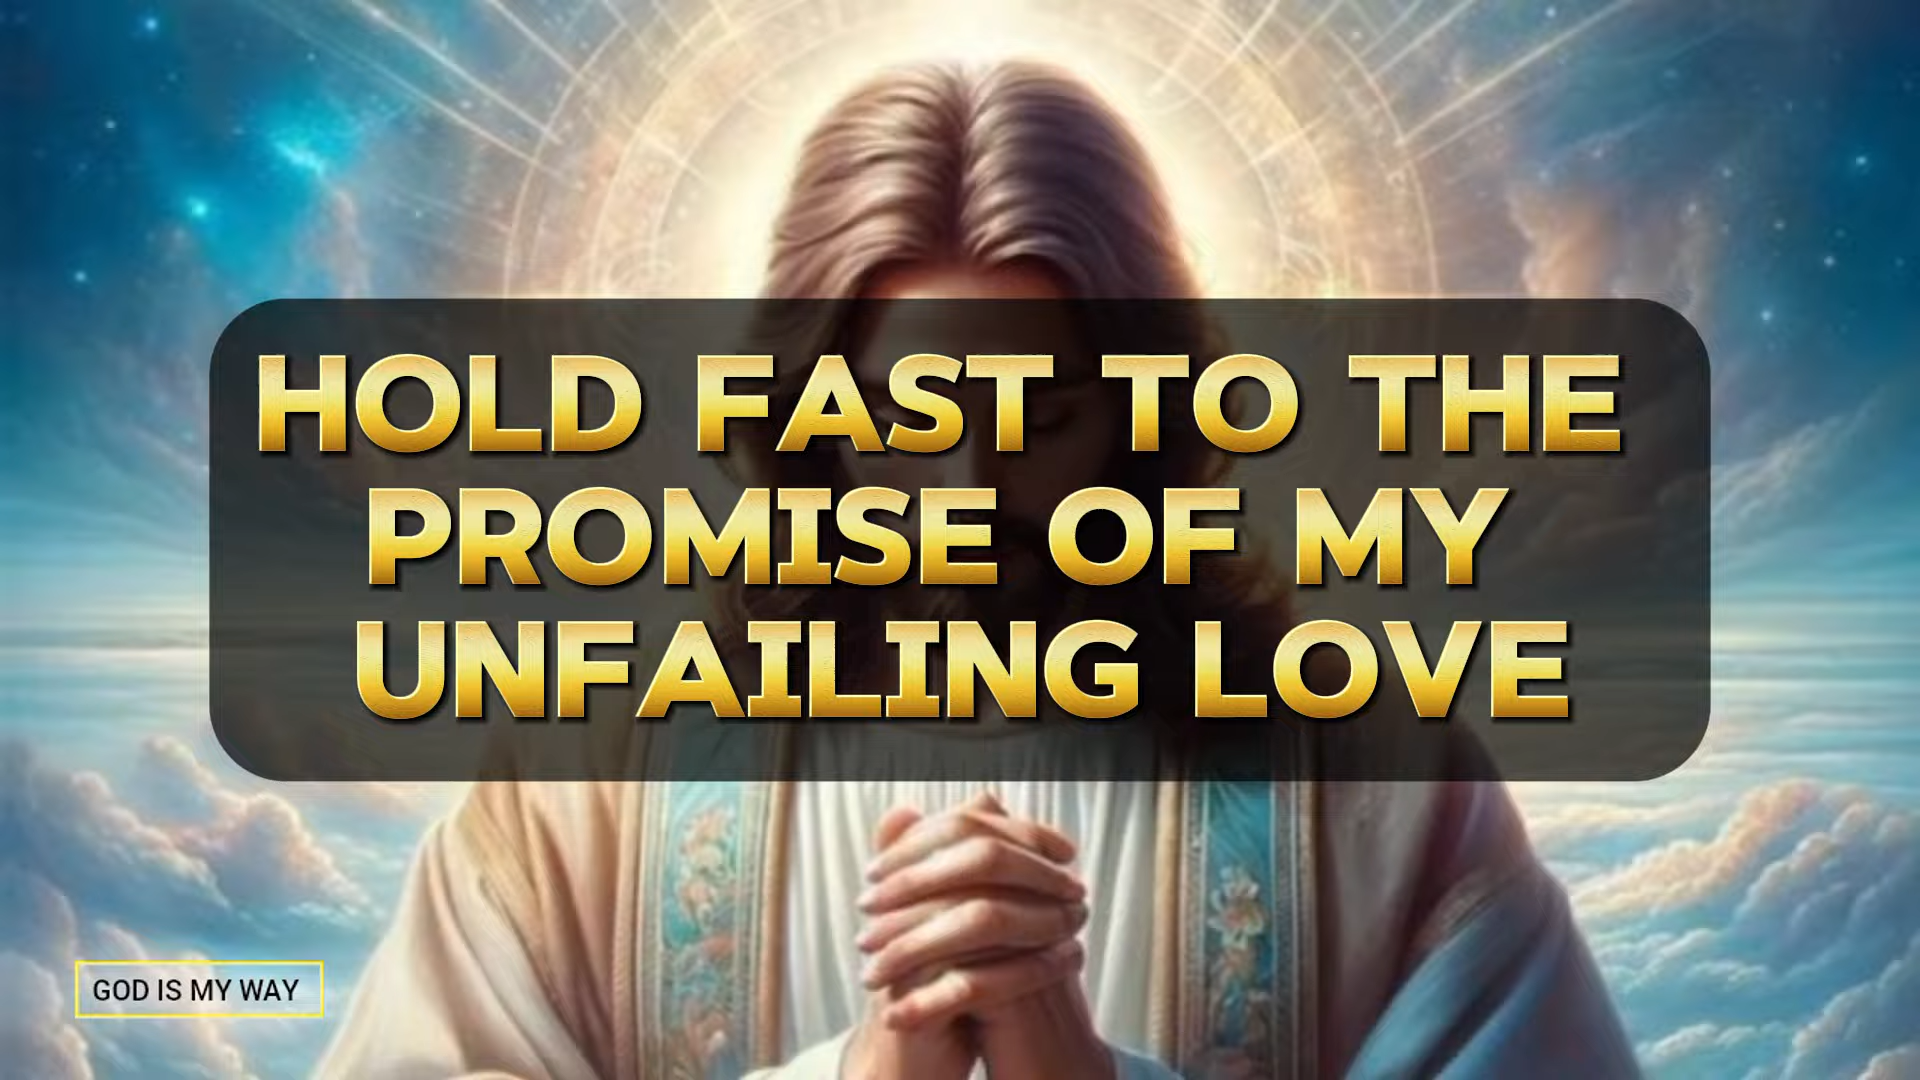 HOLD FAST TO THE
PROMISE OF MY
UNFAILING LOVE
GOD IS MY WAY